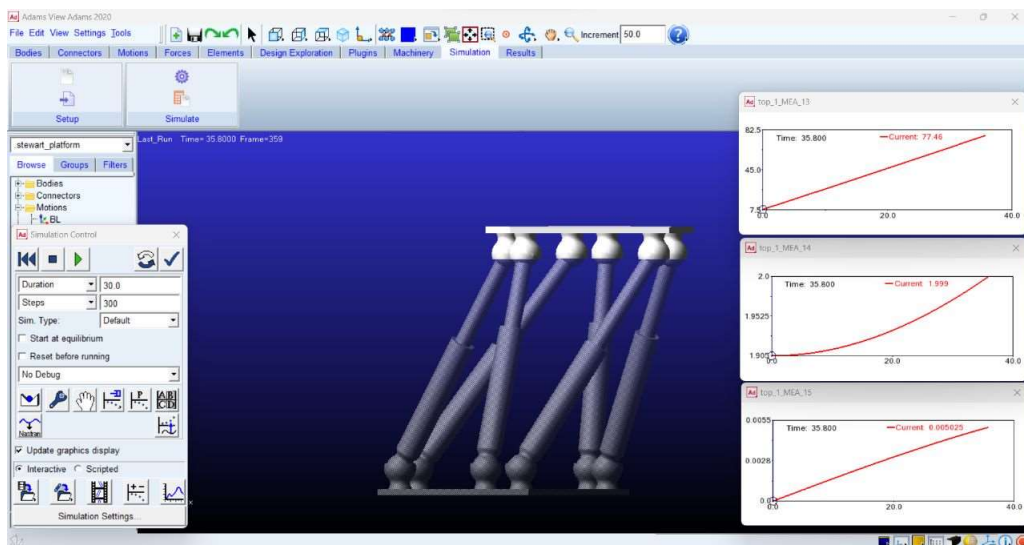 Adams View Adams 2020
File Edit View Settings Tools
Increment 50.0
Bodies Connectors Motions Forces Elements Design Exploration Plugins Machinery Simulation Results
Setup Simulate
.stewart_platform
Last_Run Time= 35.8000 Frame=359
Browse Groups Filters
Bodies
Connectors
Motions
BL
Simulation Control
Duration 30.0
Steps 300
Sim. Type: Default
Start at equilibrium
Reset before running
No Debug
Nastran
Update graphics display
Interactive Scripted
Simulation Settings...
top_1_MEA_13
82.5
Time: 35.800 Current: 77.46
45.0
7.5
0.0 20.0 40.0
top_1_MEA_14
2.0
Time: 35.800 Current: 1.999
1.9525
1.905
0.0 20.0 40.0
top_1_MEA_15
0.0055
Time: 35.800 Current: 0.005025
0.0028
0.0
0.0 20.0 40.0